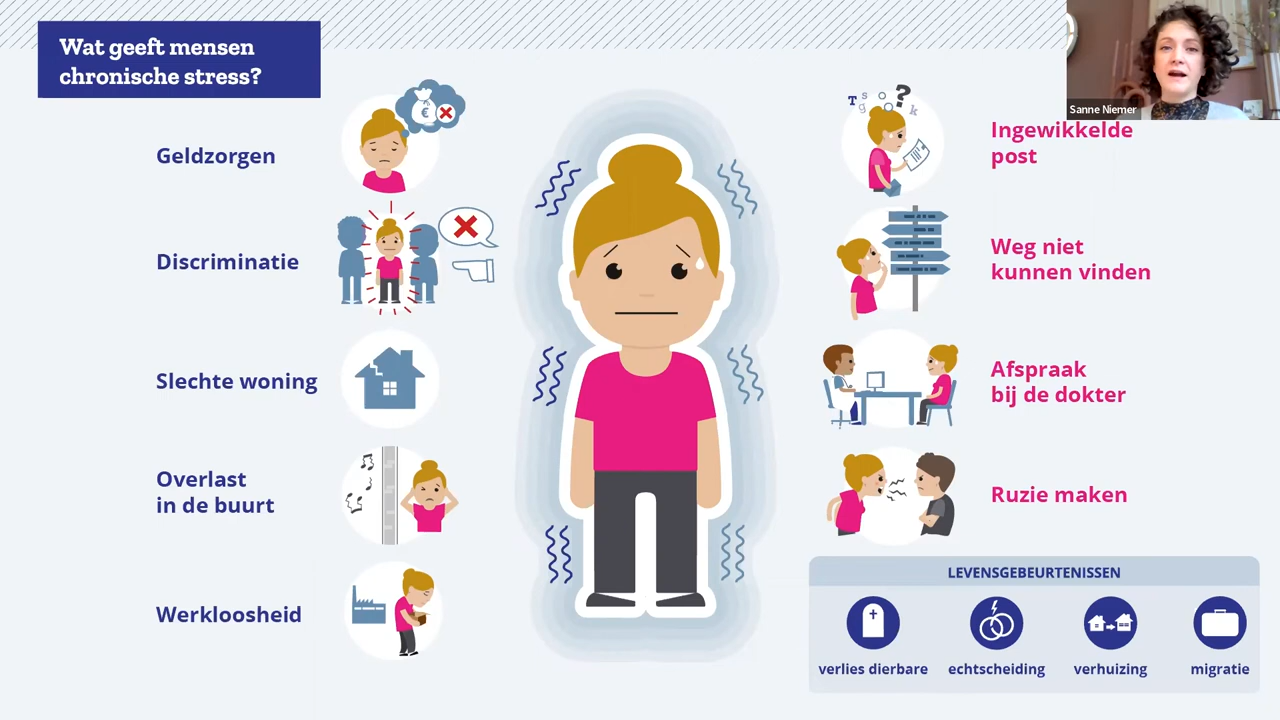 Wat geeft mensen
chronische stress?
Geldzorgen
Discriminatie
Slechte woning
Overlast
in de buurt
Werkloosheid
€
T s
g k
?
Sanne Niemer
Ingewikkelde
post
Weg niet
kunnen vinden
Afspraak
bij de dokter
Ruzie maken
LEVENSGEBEURTENISSEN
verlies dierbare
echtscheiding
verhuizing
migratie